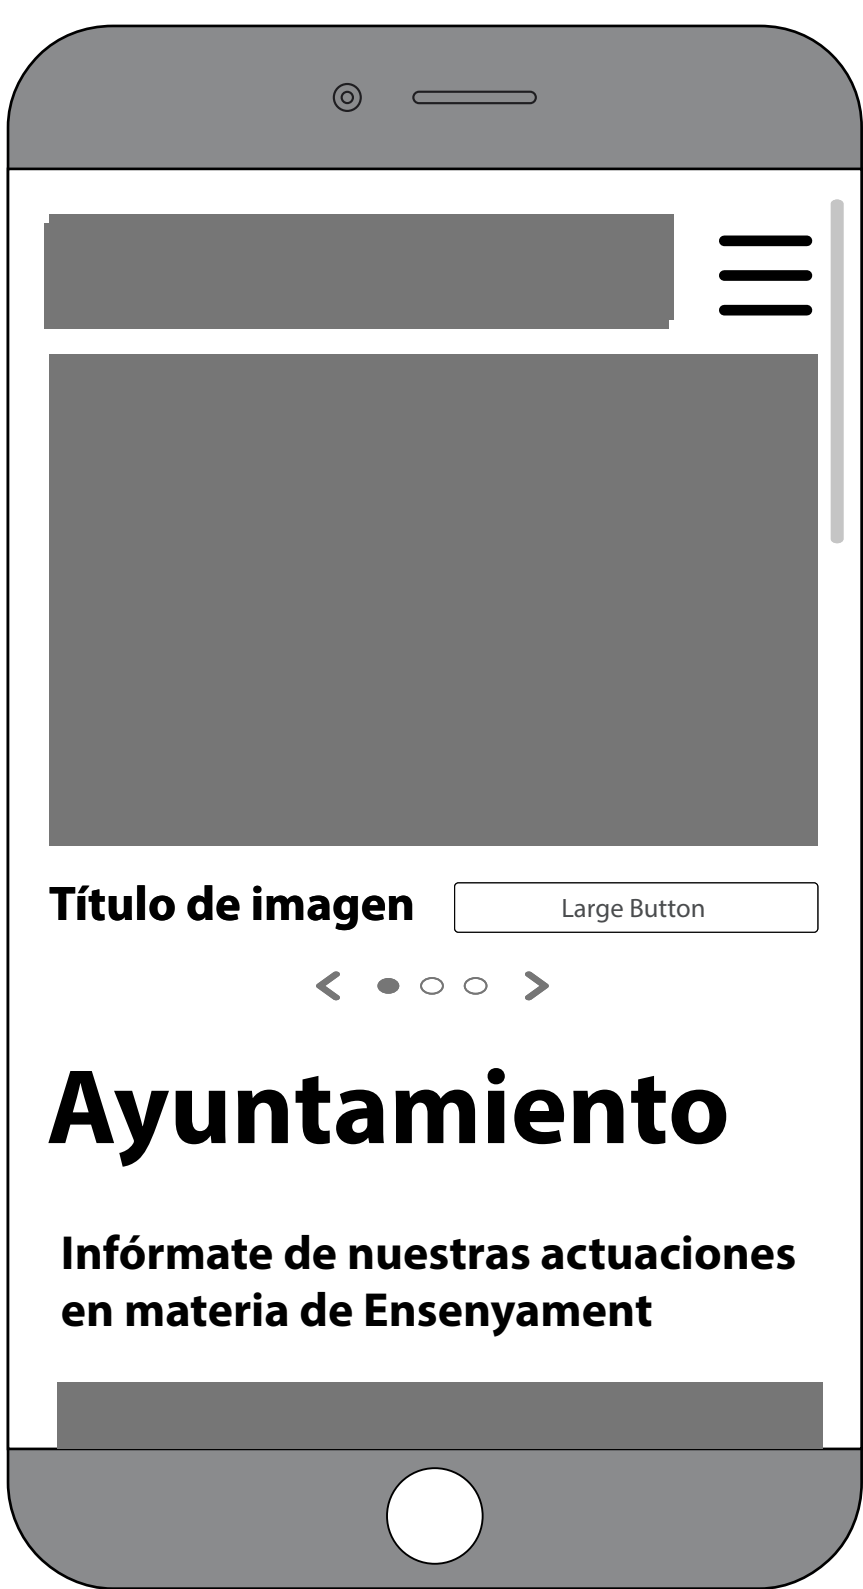 Título de imagen
Large Button
Ayuntamiento
Infórmate de nuestras actuaciones
en materia de Ensenyament